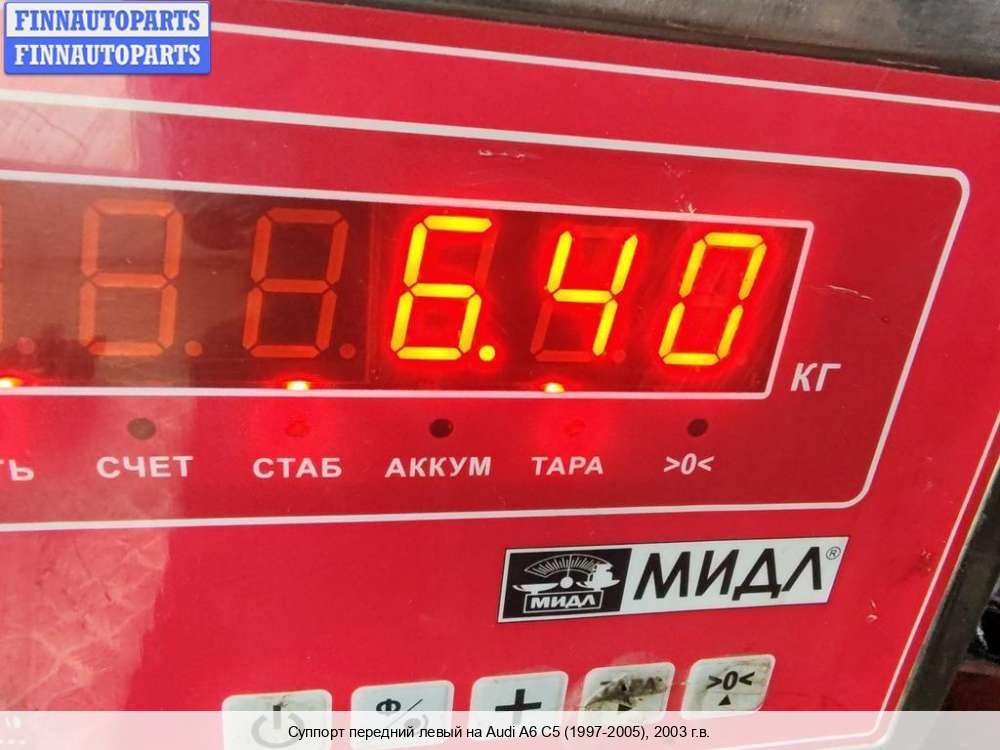 FINNAUTOPARTS
FINNAUTOPARTS
6.40
КГ
СЧЕТ СТАБ АККУМ ТАРА >0<
МИДЛ МИДЛ®
Ф + >0<
Суппорт передний левый на Audi A6 C5 (1997-2005), 2003 г.в.